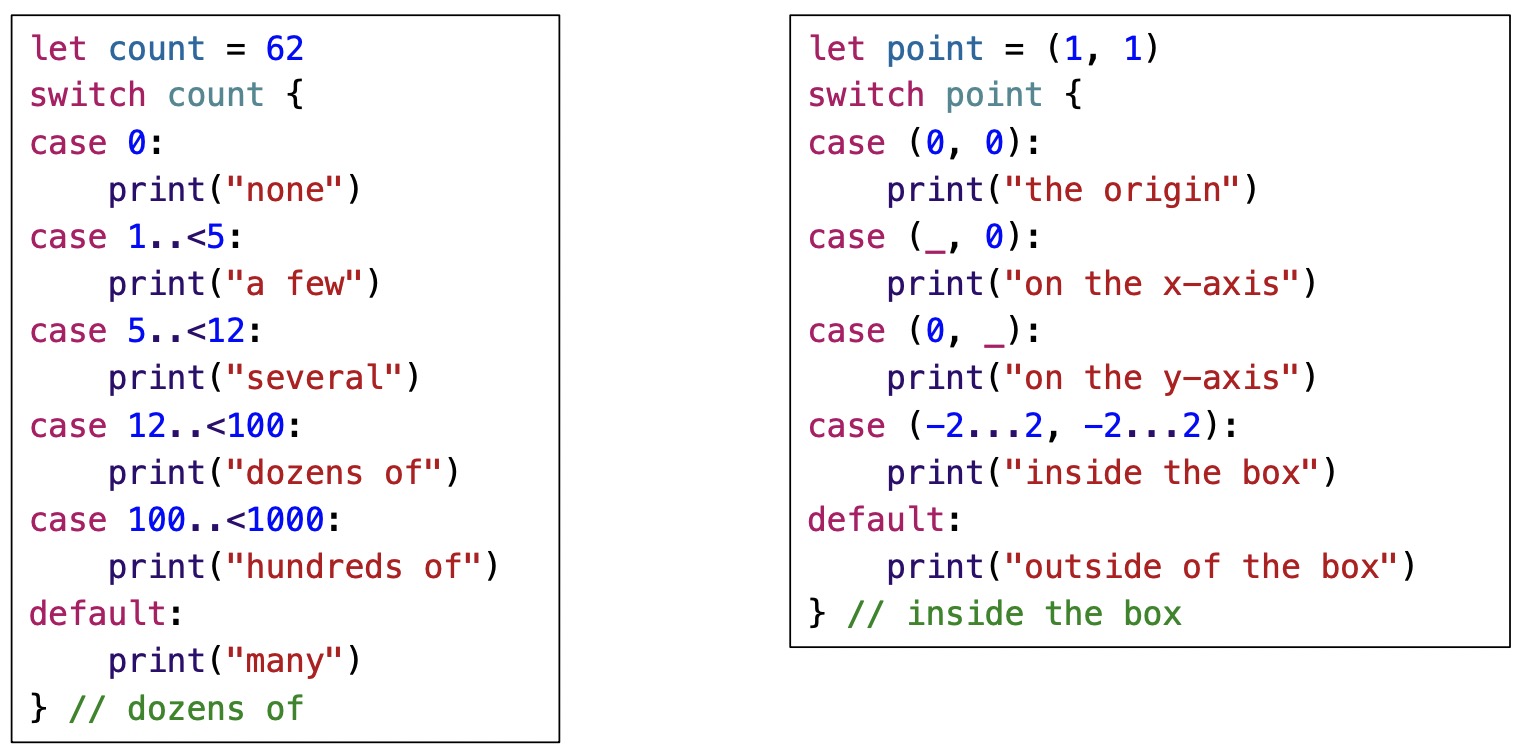 let count = 62
switch count {
case 0:
    print("none")
case 1..<5:
    print("a few")
case 5..<12:
    print("several")
case 12..<100:
    print("dozens of")
case 100..<1000:
    print("hundreds of")
default:
    print("many")
} // dozens of
let point = (1, 1)
switch point {
case (0, 0):
    print("the origin")
case (_, 0):
    print("on the x-axis")
case (0, _):
    print("on the y-axis")
case (-2...2, -2...2):
    print("inside the box")
default:
    print("outside of the box")
} // inside the box